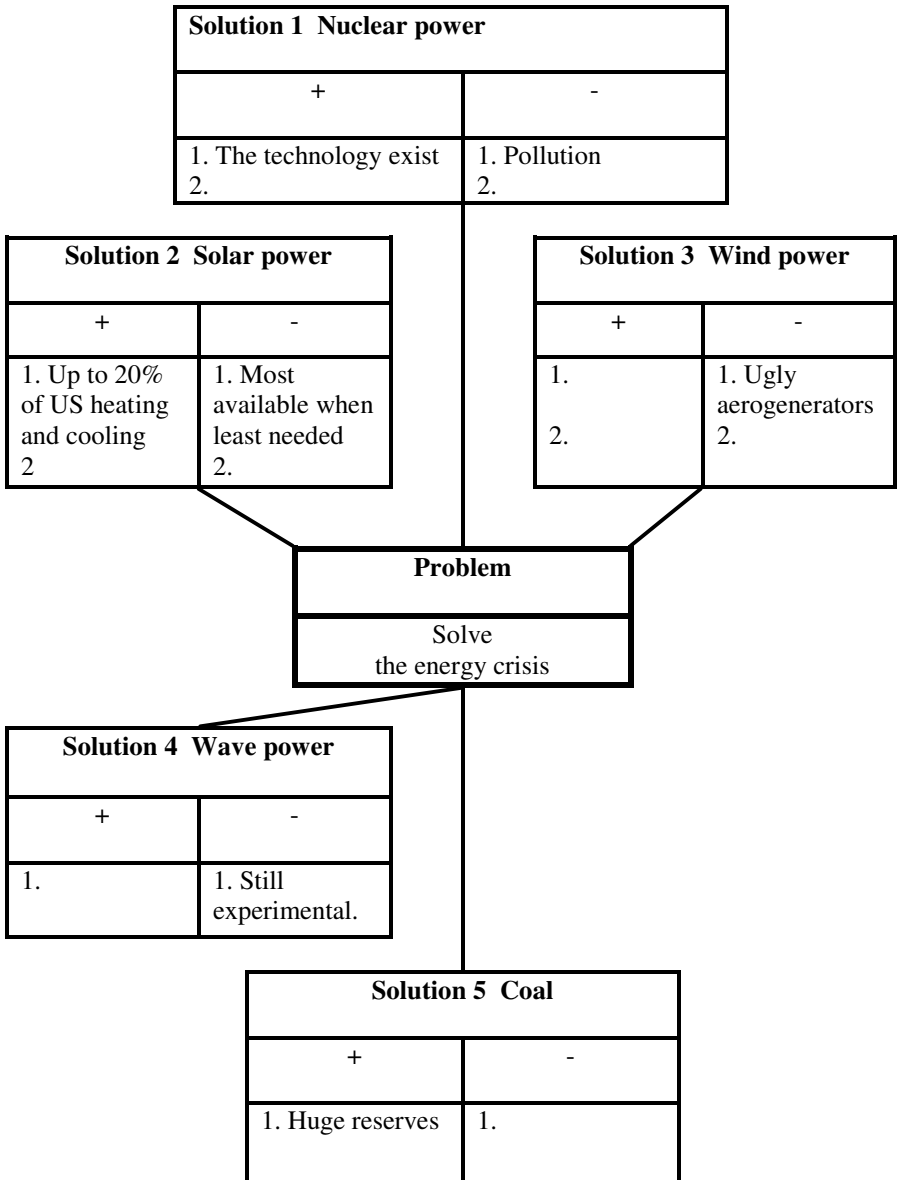 Solution 1 Nuclear power
+ -
1. The technology exist
2.
1. Pollution
2.
Solution 2 Solar power
+ -
1. Up to 20%
of US heating
and cooling
2
1. Most
available when
least needed
2.
Solution 3 Wind power
+ -
1.
2.
1. Ugly
aerogenerators
2.
Problem
Solve
the energy crisis
Solution 4 Wave power
+ -
1.
1. Still
experimental.
Solution 5 Coal
+ -
1. Huge reserves
1.